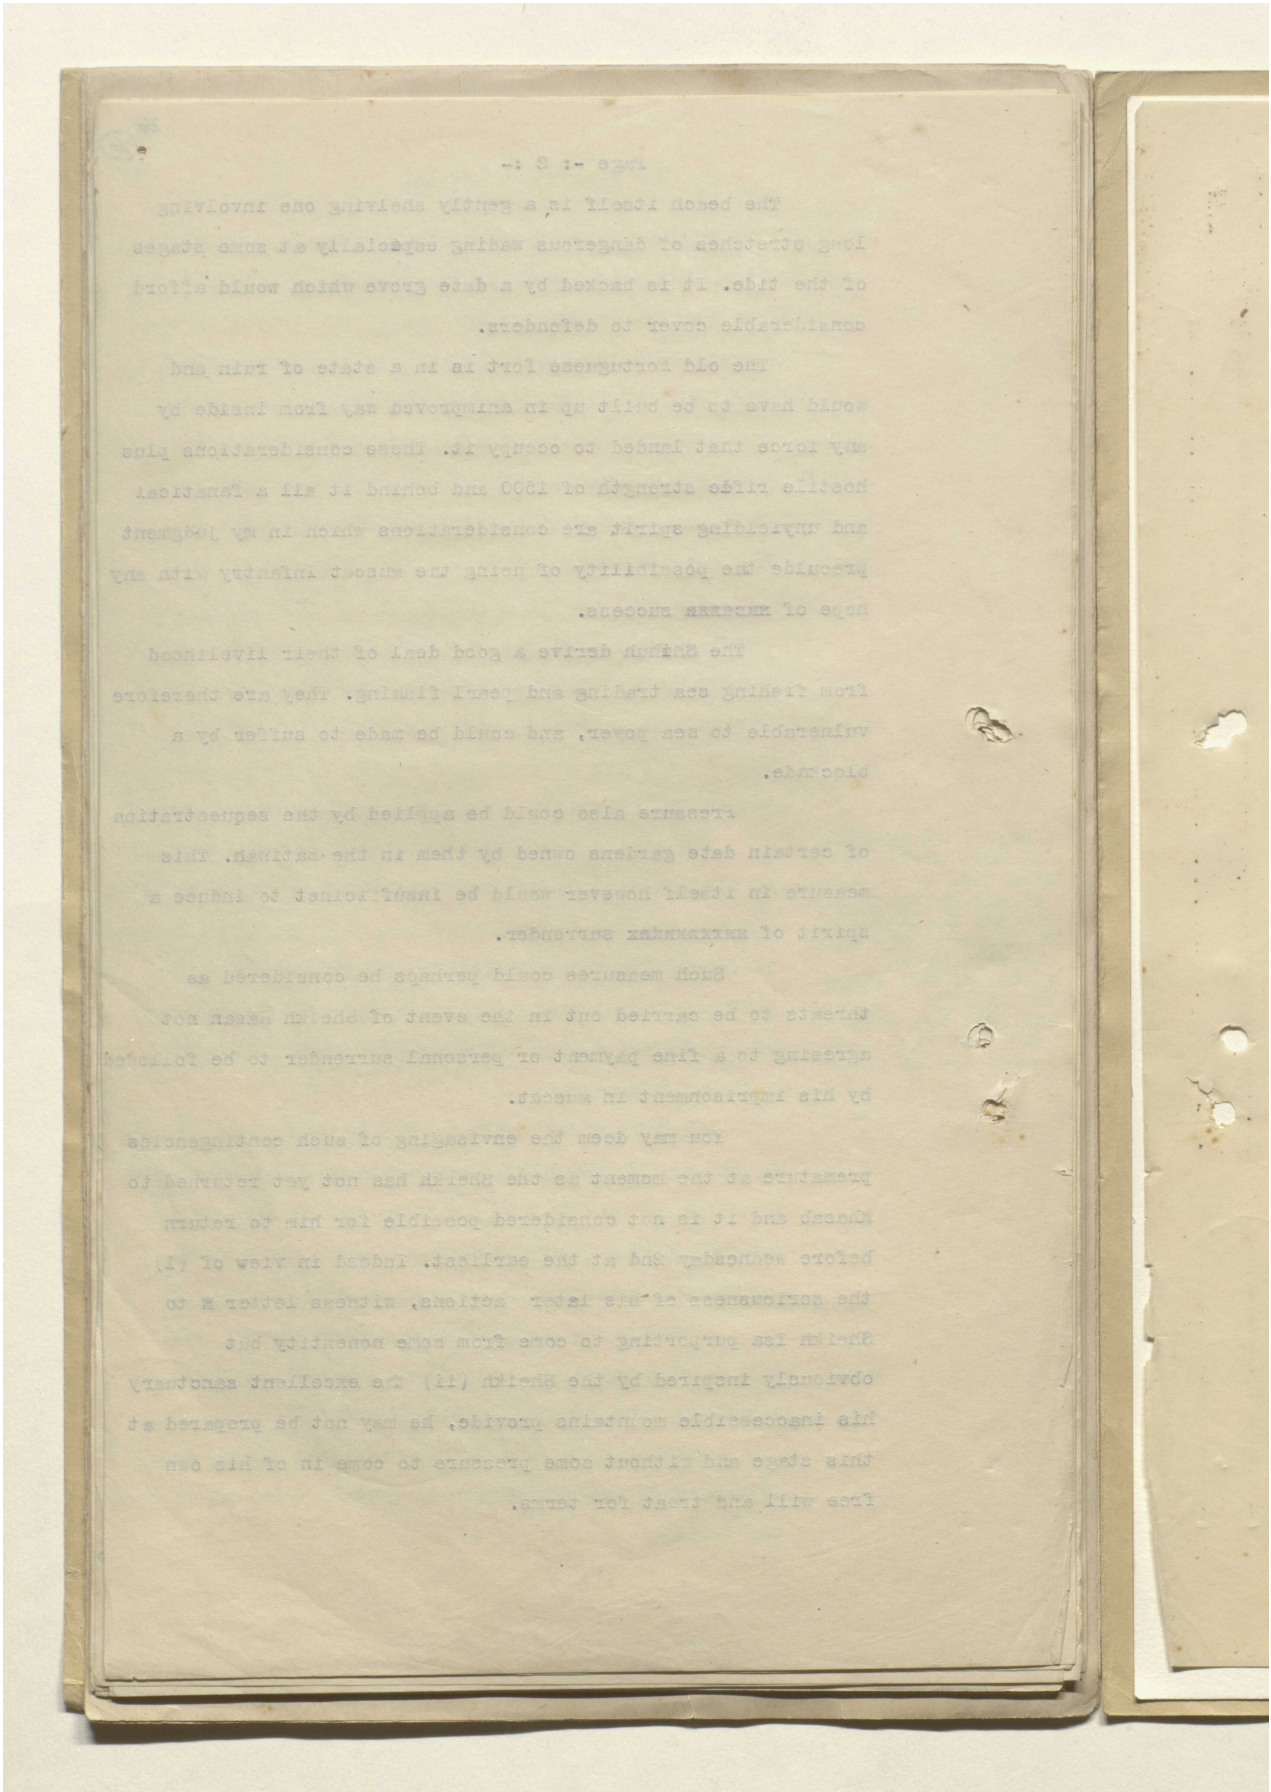 Page -: 2 :-
The beach itself is a gently shelving one involving
long stretches of dangerous wading especially at some stages
of the tide. It is backed by a date grove which would afford
considerable cover to defenders.
The old Portuguese fort is in a state of ruin and
would have to be built up in animproved way from inside by
any force that landed to occupy it. These considerations plus
hostile rifle strength of 1500 and behind it all a fanatical
and unyielding spirit are considerations which in my judgment
preculde the possibility of using the Muscat Infantry with any
hope of success.
The Shihuh derive a good deal of their livelihood
from fishing sea trading and pearl fishing. They are therefore
vulnerable to sea power, and could be made to suffer by a
blockade.
Pressure also could be applied by the sequestration
of certain date gardens owned by them in the Batinah. This
measure in itself however would be insufficinet to induce a
spirit of surrender.
Such measures could perhaps be considered as
threats to be carried out in the event of Sheikh Hasan not
agreeing to a fine payment or personal surrender to be followed
by his imprisonment in Muscat.
You may deem the envisaging of such contingencies
premature at the moment as the Sheikh has not yet returned to
Khasab and it is not considered possible for him to return
before Wednesday 2nd at the earliest. Indeed in view of (i)
the seriousness of his later actions, witness letter K to
Sheikh Isa purporting to come from some nonentity but
obviously inspired by the Sheikh (ii) the excellent sanctuary
his inaccessible mountains provide, he may not be prepared at
this stage and without some pressure to come in of his own
free will and treat for terms.